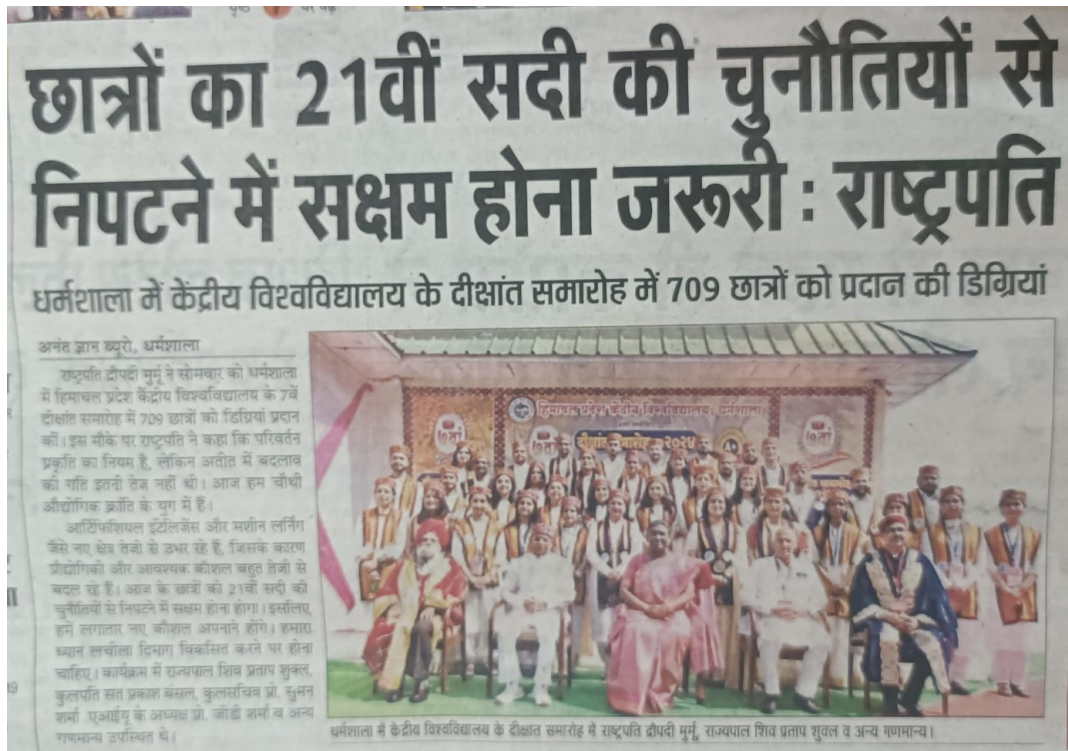 पृष्ठ
पर पढ़ें
छात्रों का 21वीं सदी की चुनौतियों से
निपटने में सक्षम होना जरूरी : राष्ट्रपति
धर्मशाला में केंद्रीय विश्वविद्यालय के दीक्षांत समारोह में 709 छात्रों को प्रदान की डिग्रियां
अनंत ज्ञान ब्यूरो, धर्मशाला
राष्ट्रपति द्रौपदी मुर्मू ने सोमवार को धर्मशाला
में हिमाचल प्रदेश केंद्रीय विश्वविद्यालय के 7वें
दीक्षांत समारोह में 709 छात्रों को डिग्रियां प्रदान
कीं। इस मौके पर राष्ट्रपति ने कहा कि परिवर्तन
प्रकृति का नियम है, लेकिन अतीत में बदलाव
की गति इतनी तेज नहीं थी। आज हम चौथी
औद्योगिक क्रांति के युग में हैं।
आर्टिफिशियल इंटेलिजेंस और मशीन लर्निंग
जैसे नए क्षेत्र तेजी से उभर रहे हैं, जिसके कारण
प्रौद्योगिकी और आवश्यक कौशल बहुत तेजी से
बदल रहे हैं। आज के छात्रों को 21वीं सदी की
चुनौतियों से निपटने में सक्षम होना होगा। इसलिए
हमें लगातार नए कौशल अपनाने होंगे। हमारा
ध्यान लचीला दिमाग विकसित करने पर होना
चाहिए। कार्यक्रम में राज्यपाल शिव प्रताप शुक्ल,
कुलपति सत प्रकाश बंसल, कुलसचिव प्रो. सुमन
शर्मा, एआईयू के अध्यक्ष प्रो. जीडी शर्मा व अन्य
गणमान्य उपस्थित थे।
हिमाचल प्रदेश केंद्रीय विश्वविद्यालय, धर्मशाला
7वां
दीक्षांत समारोह २०२४
A+
7वां
धर्मशाला में केंद्रीय विश्वविद्यालय के दीक्षांत समारोह में राष्ट्रपति द्रौपदी मुर्मू, राज्यपाल शिव प्रताप शुक्ल व अन्य गणमान्य।